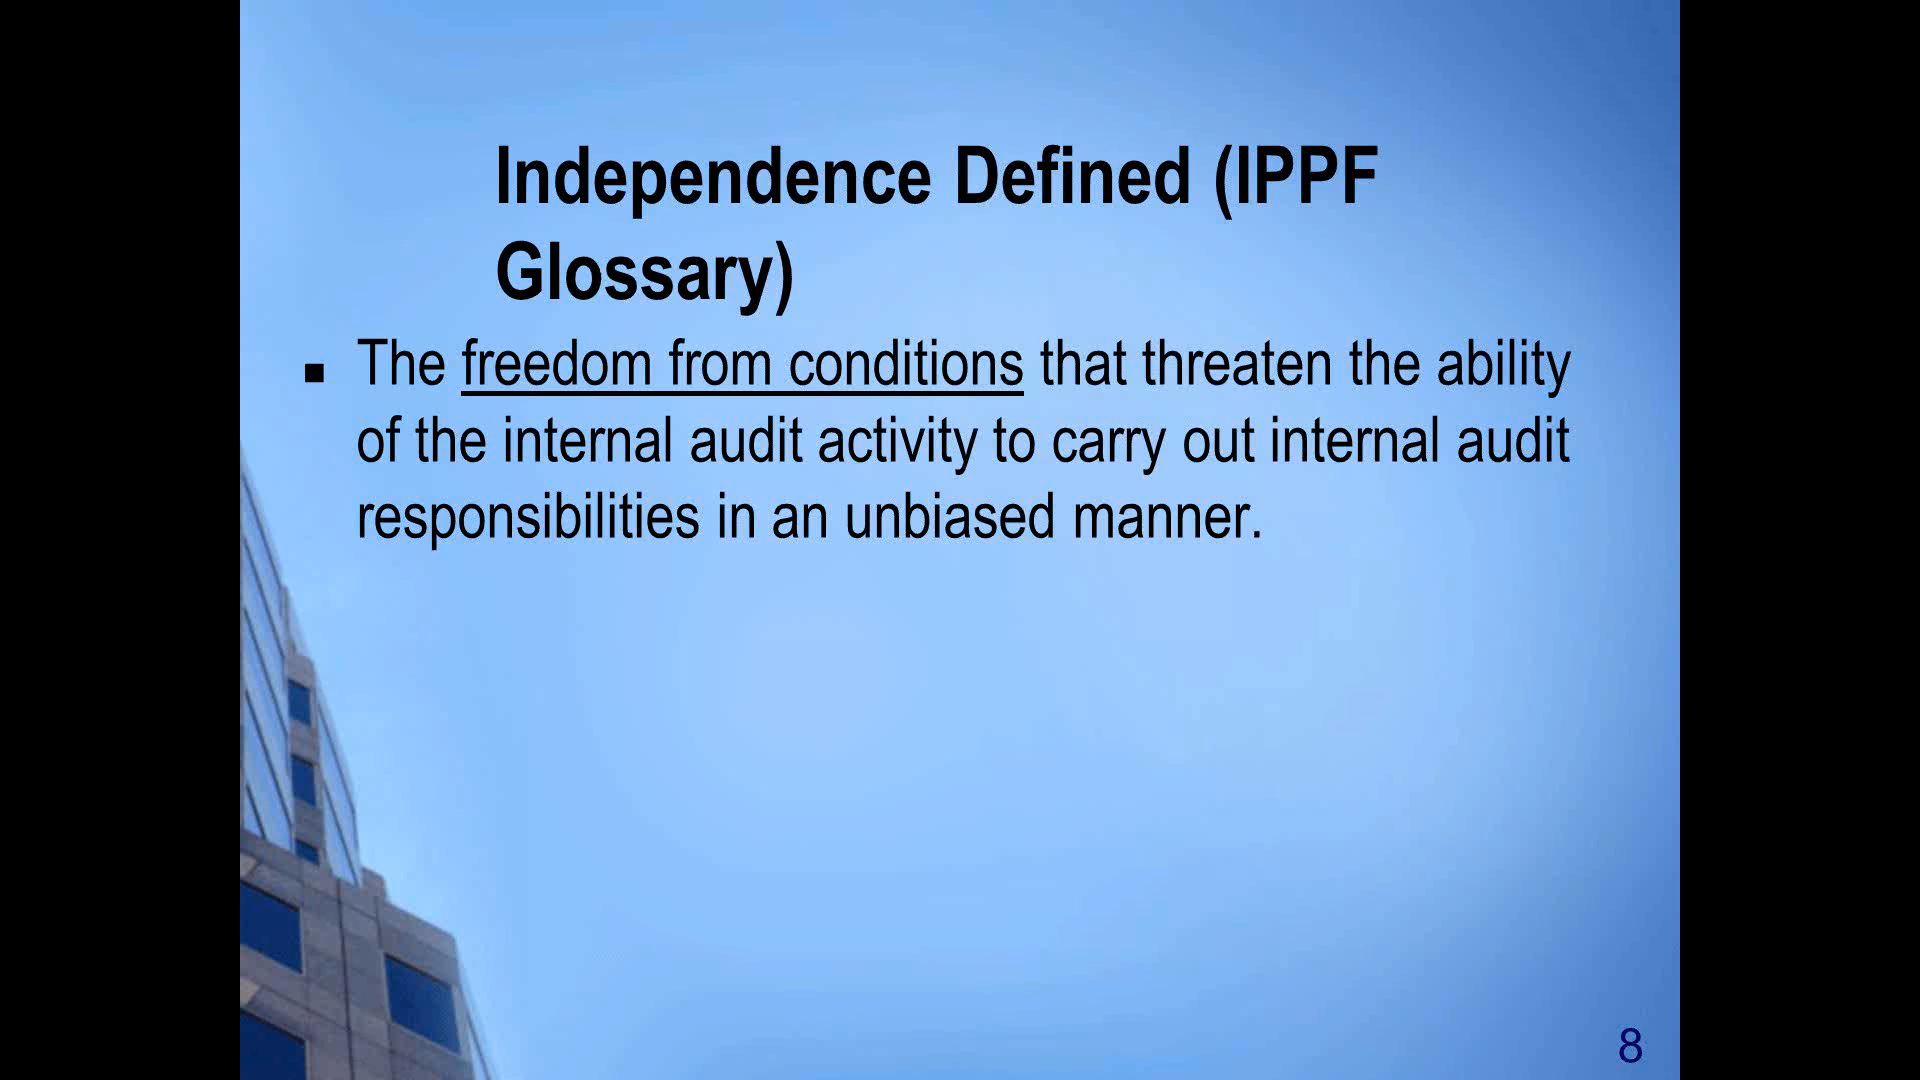 Independence Defined (IPPF
Glossary)
■ The freedom from conditions that threaten the ability
of the internal audit activity to carry out internal audit
responsibilities in an unbiased manner.
8